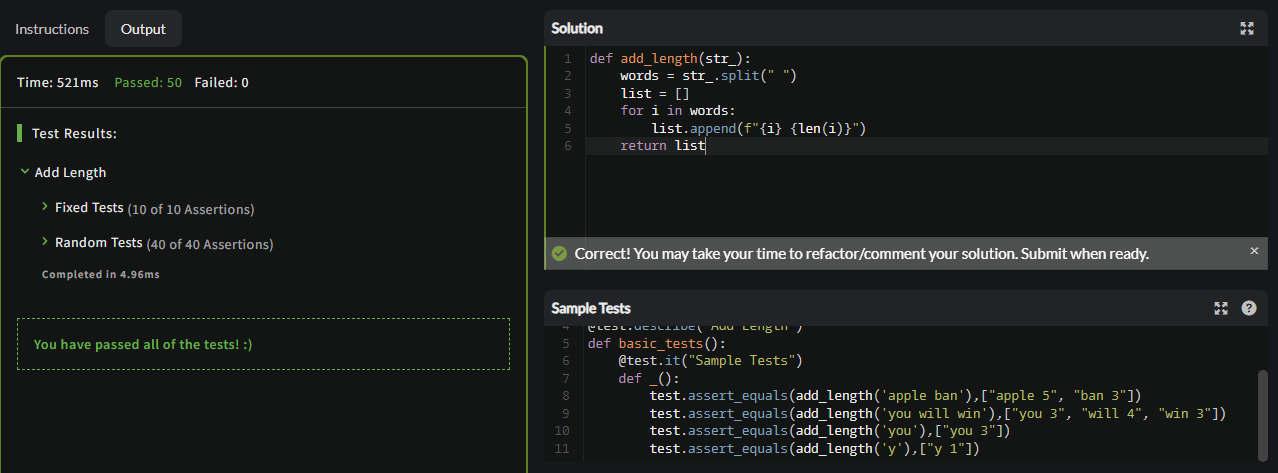 Instructions
Output
Time: 521ms Passed: 50 Failed: 0
Test Results:
Add Length
Fixed Tests (10 of 10 Assertions)
Random Tests (40 of 40 Assertions)
Completed in 4.96ms
You have passed all of the tests! :)
Solution
1 def add_length(str_):
2     words = str_.split(" ")
3     list = []
4     for i in words:
5         list.append(f"{i} {len(i)}")
6     return list
Correct! You may take your time to refactor/comment your solution. Submit when ready.
×
Sample Tests
?
4 @test.describe("Add Length")
5 def basic_tests():
6     @test.it("Sample Tests")
7     def _():
8         test.assert_equals(add_length('apple ban'),["apple 5", "ban 3"])
9         test.assert_equals(add_length('you will win'),["you 3", "will 4", "win 3"])
10         test.assert_equals(add_length('you'),["you 3"])
11         test.assert_equals(add_length('y'),["y 1"])